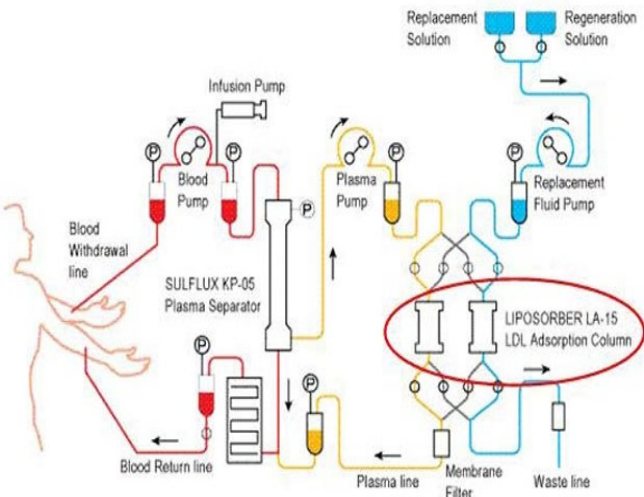 Replacement
Solution
Regeneration
Solution
Infusion Pump
P
P
Blood
Pump
P
Plasma
Pump
P
P
Replacement
Fluid Pump
P
Blood
Withdrawal
line
SULFLUX KP-05
Plasma Separator
LIPOSORBER LA-15
LDL Adsorption Column
P
P
Blood Return line
Plasma line
Membrane
Filter
Waste line